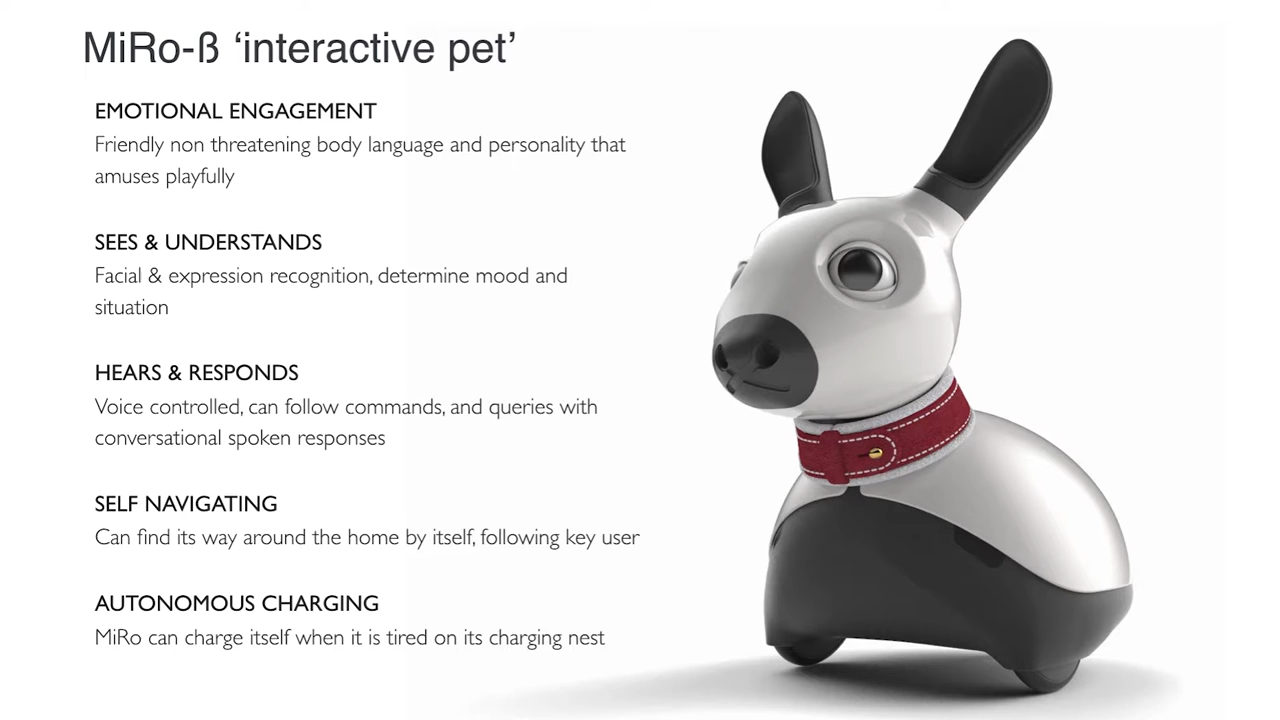 MiRo-ß ‘interactive pet’
EMOTIONAL ENGAGEMENT
Friendly non threatening body language and personality that
amuses playfully
SEES & UNDERSTANDS
Facial & expression recognition, determine mood and
situation
HEARS & RESPONDS
Voice controlled, can follow commands, and queries with
conversational spoken responses
SELF NAVIGATING
Can find its way around the home by itself, following key user
AUTONOMOUS CHARGING
MiRo can charge itself when it is tired on its charging nest